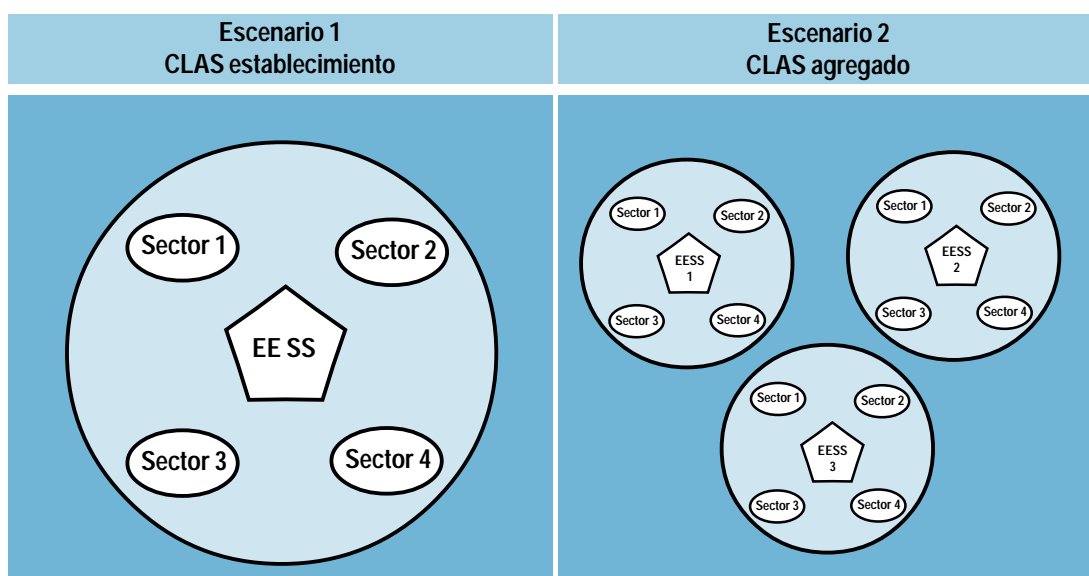 Escenario 1
CLAS establecimiento
Escenario 2
CLAS agregado
Sector 1
Sector 2
EE SS
Sector 3
Sector 4
Sector 1
Sector 2
EESS
1
Sector 3
Sector 4
Sector 1
Sector 2
EESS
2
Sector 3
Sector 4
Sector 1
Sector 2
EESS
3
Sector 3
Sector 4